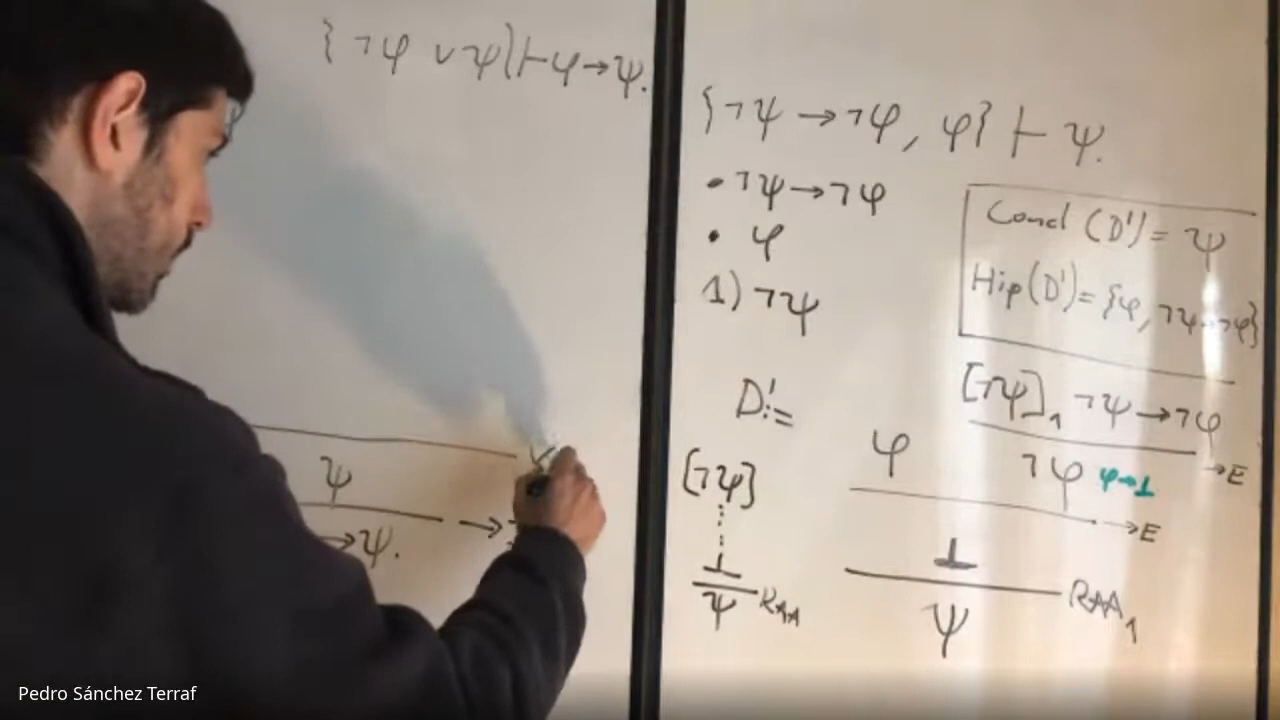 {¬φ ∨ ψ} ⊢ φ → ψ.
ψ
→ ψ. →
{¬ψ → ¬φ, φ} ⊢ ψ.
• ¬ψ → ¬φ
• φ
1) ¬ψ
Concl (D') = ψ
Hip(D') = {φ, ¬ψ → ¬φ}
D' :=
[¬ψ]
⋮
⊥
ψ RAA
[¬ψ]₁ ¬ψ → ¬φ
φ ¬φ φ→⊥ →E
→E
⊥
ψ RAA₁
Pedro Sánchez Terraf